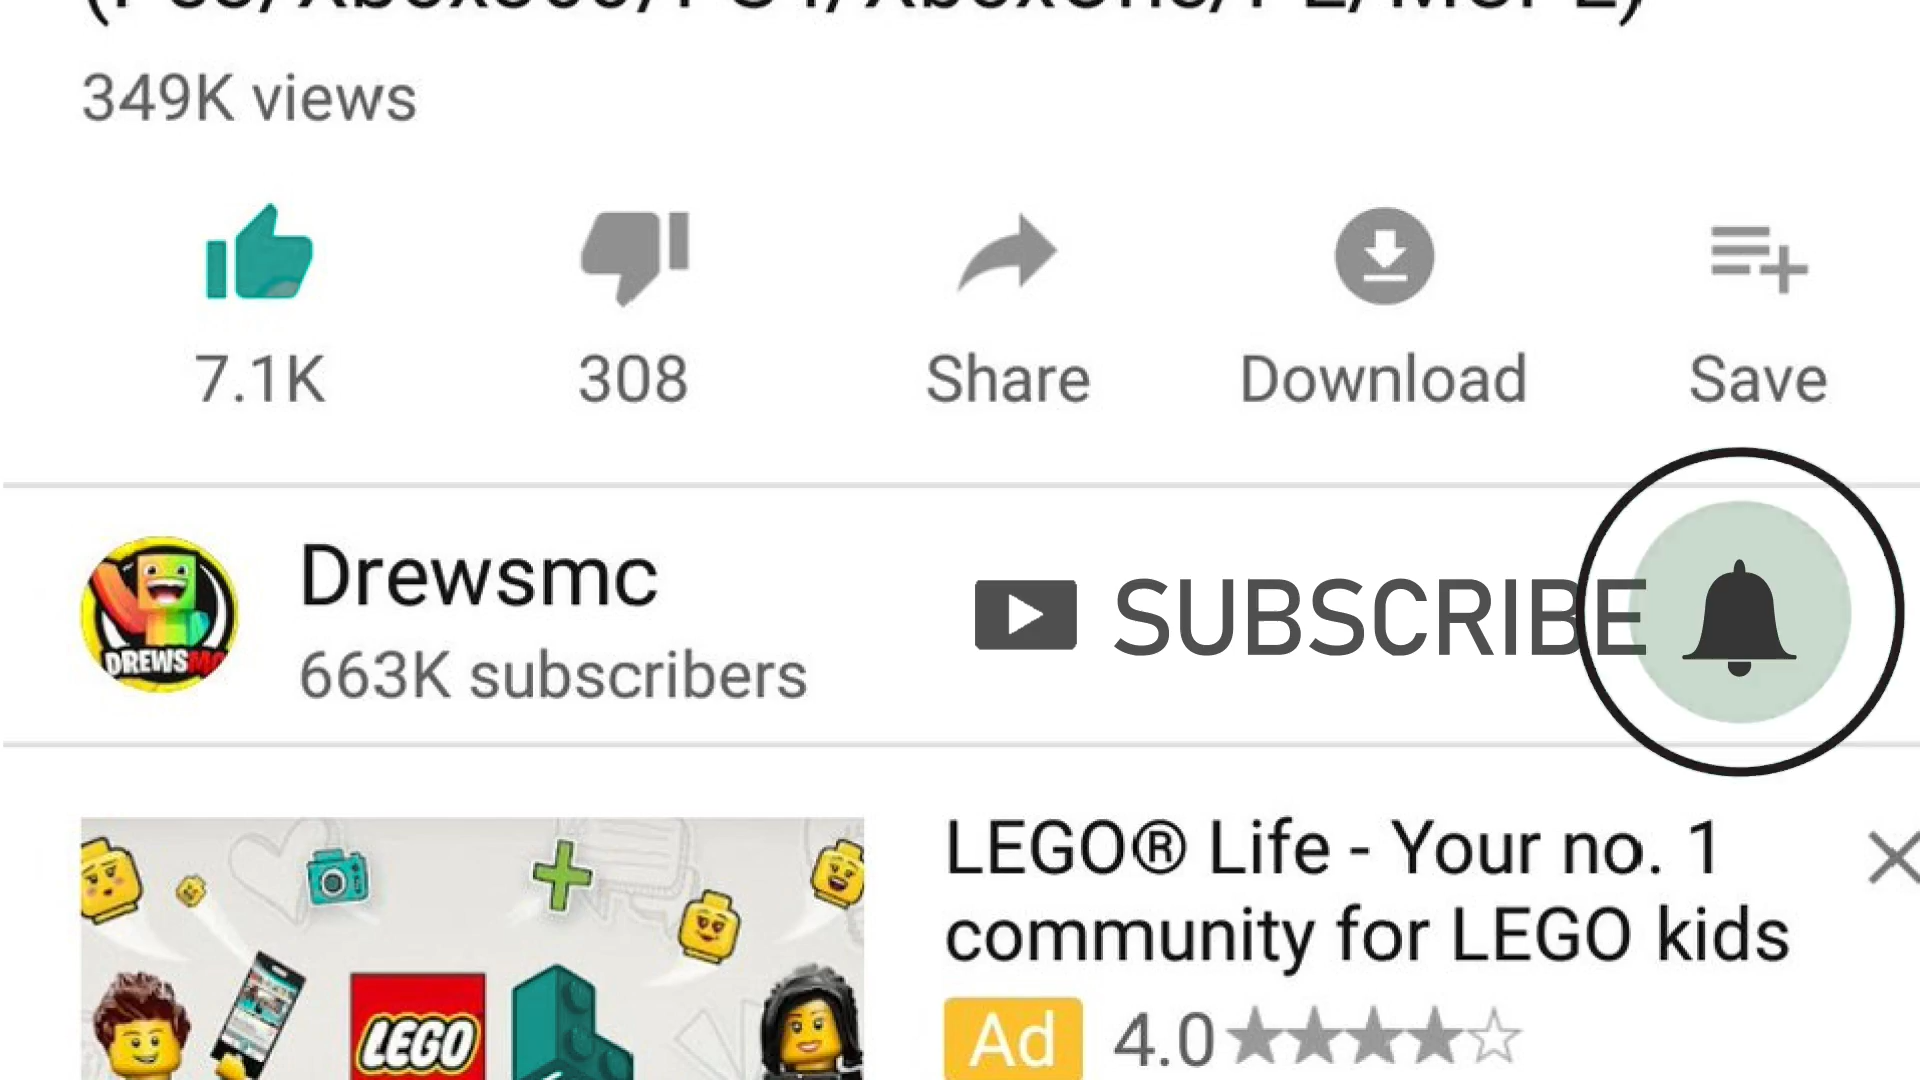 349K views
7.1K 308 Share Download Save
Drewsmc
SUBSCRIBE
663K subscribers
DREWSMC
LEGO® Life - Your no. 1
community for LEGO kids
Ad 4.0
LEGO